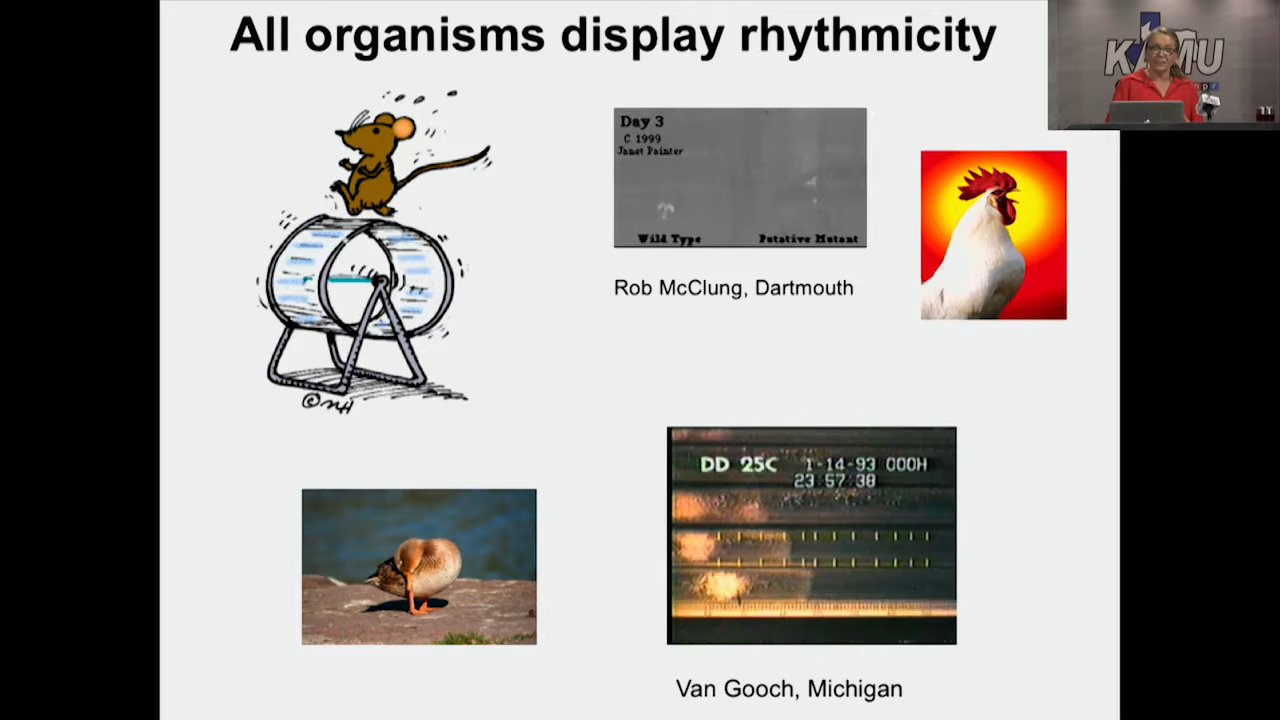 All organisms display rhythmicity
KAMU
Day 3
C 1999
Janet Painter
Wild Type Putative Mutant
Rob McClung, Dartmouth
©MH
DD 25C 1-14-93 000H
23:57:38
Van Gooch, Michigan